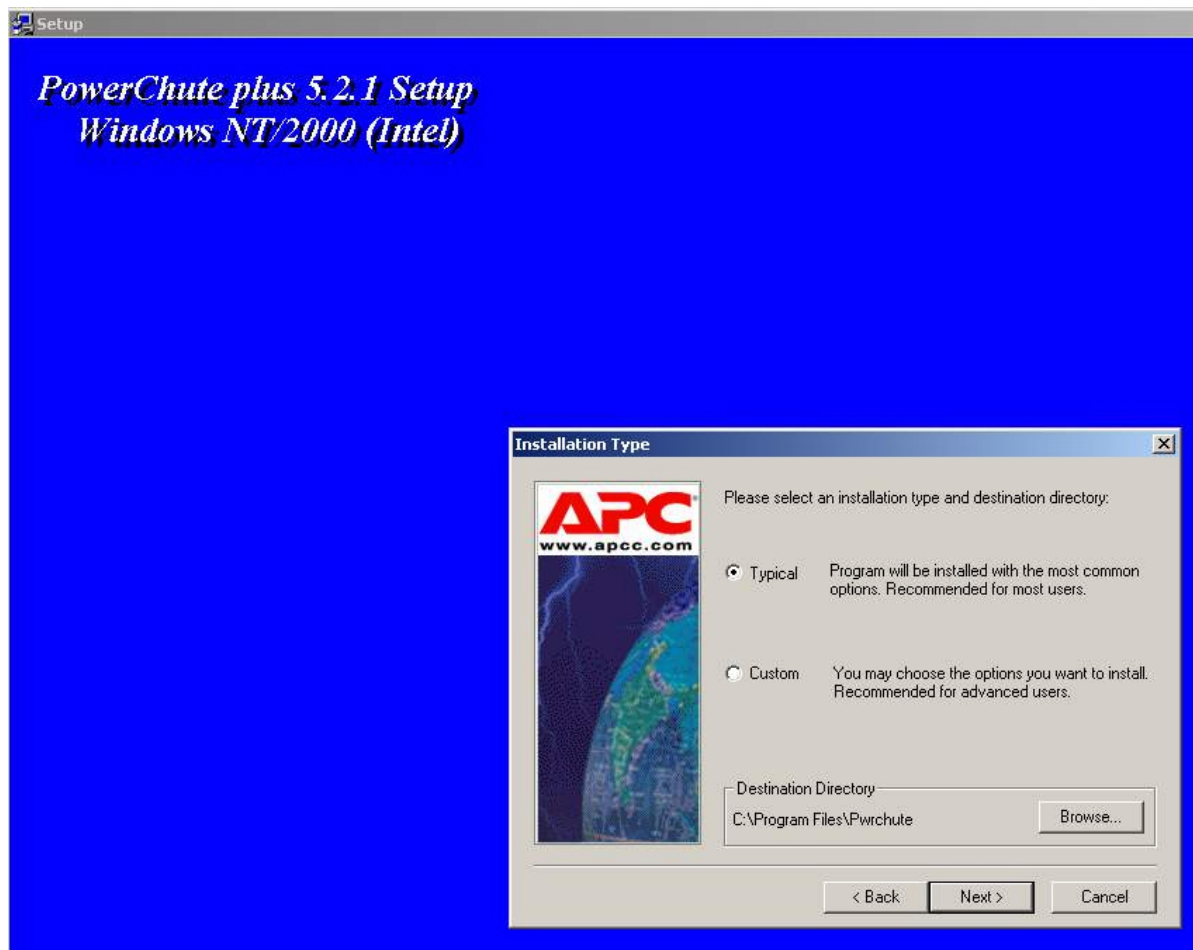 Setup
PowerChute plus 5.2.1 Setup
Windows NT/2000 (Intel)
Installation Type
APC
www.apcc.com
Please select an installation type and destination directory:
Typical
Program will be installed with the most common
options. Recommended for most users.
Custom
You may choose the options you want to install.
Recommended for advanced users.
Destination Directory
C:\Program Files\Pwrchute
Browse...
< Back
Next >
Cancel